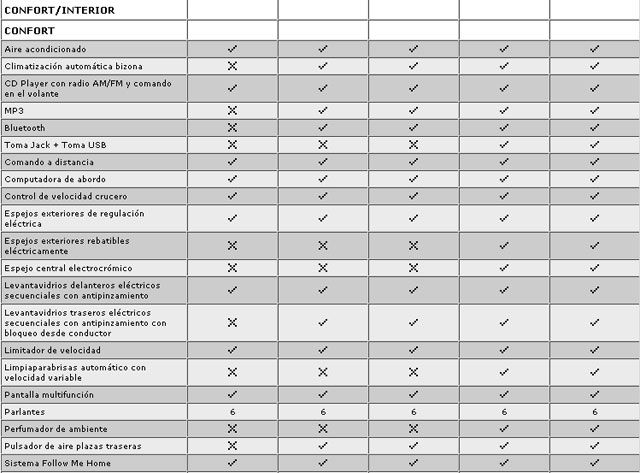 CONFORT/INTERIOR
CONFORT
Aire acondicionado ✓ ✓ ✓ ✓ ✓
Climatización automática bizona ✕ ✓ ✓ ✓ ✓
CD Player con radio AM/FM y comando
en el volante ✓ ✓ ✓ ✓ ✓
MP3 ✕ ✓ ✓ ✓ ✓
Bluetooth ✕ ✓ ✓ ✓ ✓
Toma Jack + Toma USB ✕ ✕ ✕ ✓ ✓
Comando a distancia ✓ ✓ ✓ ✓ ✓
Computadora de abordo ✓ ✓ ✓ ✓ ✓
Control de velocidad crucero ✓ ✓ ✓ ✓ ✓
Espejos exteriores de regulación
eléctrica ✓ ✓ ✓ ✓ ✓
Espejos exteriores rebatibles
eléctricamente ✕ ✕ ✕ ✓ ✓
Espejo central electrocrómico ✕ ✕ ✕ ✓ ✓
Levantavidrios delanteros eléctricos
secuenciales con antipinzamiento ✓ ✓ ✓ ✓ ✓
Levantavidrios traseros eléctricos
secuenciales con antipinzamiento con
bloqueo desde conductor ✕ ✓ ✓ ✓ ✓
Limitador de velocidad ✓ ✓ ✓ ✓ ✓
Limpiaparabrisas automático con
velocidad variable ✕ ✕ ✕ ✓ ✓
Pantalla multifunción ✓ ✓ ✓ ✓ ✓
Parlantes 6 6 6 6 6
Perfumador de ambiente ✕ ✕ ✕ ✓ ✓
Pulsador de aire plazas traseras ✕ ✓ ✓ ✓ ✓
Sistema Follow Me Home ✓ ✓ ✓ ✓ ✓